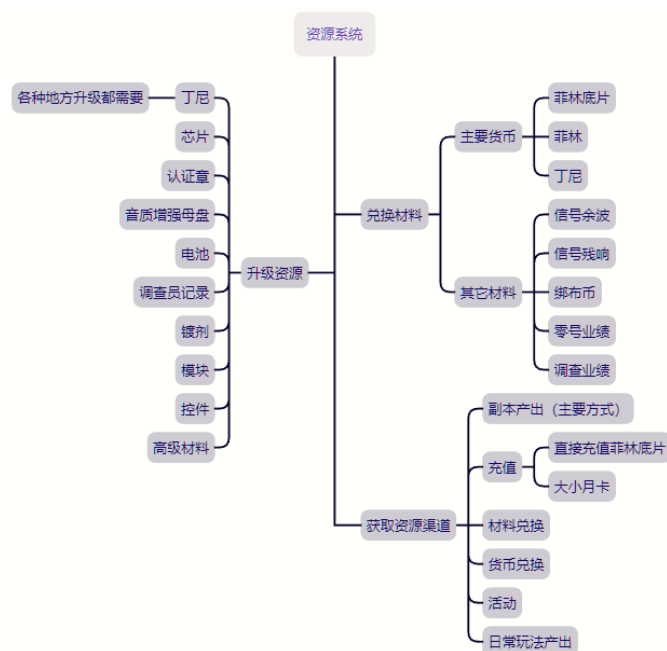 资源系统
各种地方升级都需要
丁尼
芯片
认证章
音质增强母盘
电池
调查员记录
镀剂
模块
控件
高级材料
升级资源
兑换材料
主要货币
菲林底片
菲林
丁尼
其它材料
信号余波
信号残响
绑布币
零号业绩
调查业绩
获取资源渠道
副本产出（主要方式）
充值
直接充值菲林底片
大小月卡
材料兑换
货币兑换
活动
日常玩法产出